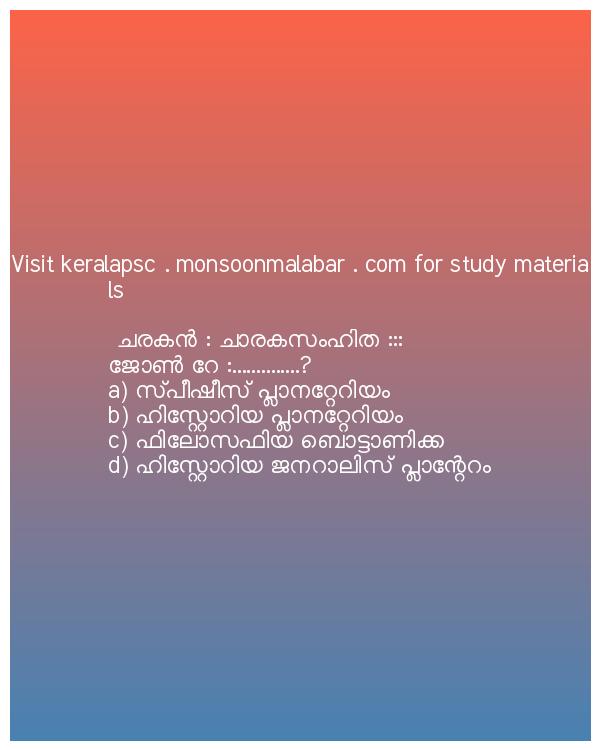 Visit keralapsc . monsoonmalabar . com for study materia
ls
ചരകൻ : ചാരകസംഹിത :::
ജോൺ റേ :..............?
a) സ്പീഷീസ് പ്ലാനറ്റേറിയം
b) ഹിസ്റ്റോറിയ പ്ലാനറ്റേറിയം
c) ഫിലോസഫിയ ബൊട്ടാണിക്ക
d) ഹിസ്റ്റോറിയ ജനറാലിസ് പ്ലാന്റേറം